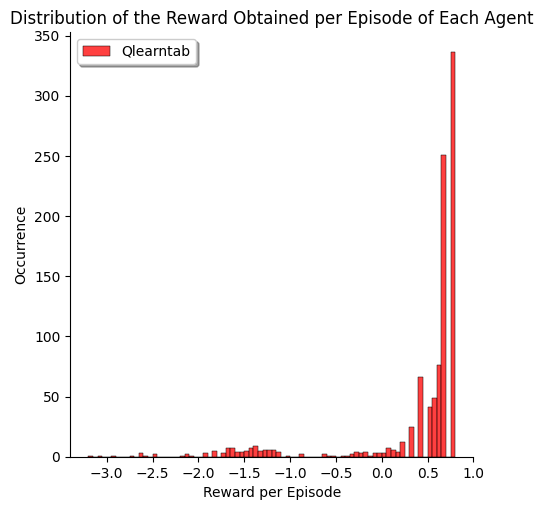 Distribution of the Reward Obtained per Episode of Each Agent
Qlearntab
350
300
250
200
150
100
50
0
Occurrence
−3.0 −2.5 −2.0 −1.5 −1.0 −0.5 0.0 0.5 1.0
Reward per Episode